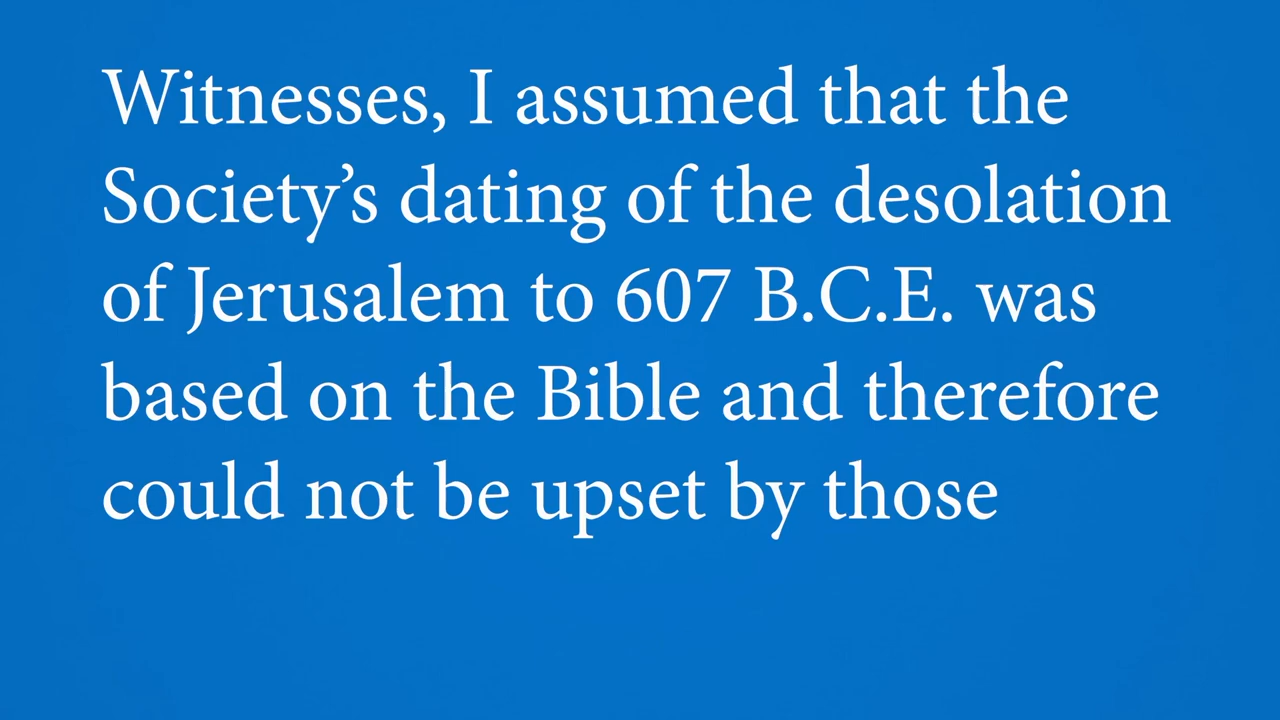 Witnesses, I assumed that the
Society’s dating of the desolation
of Jerusalem to 607 B.C.E. was
based on the Bible and therefore
could not be upset by those